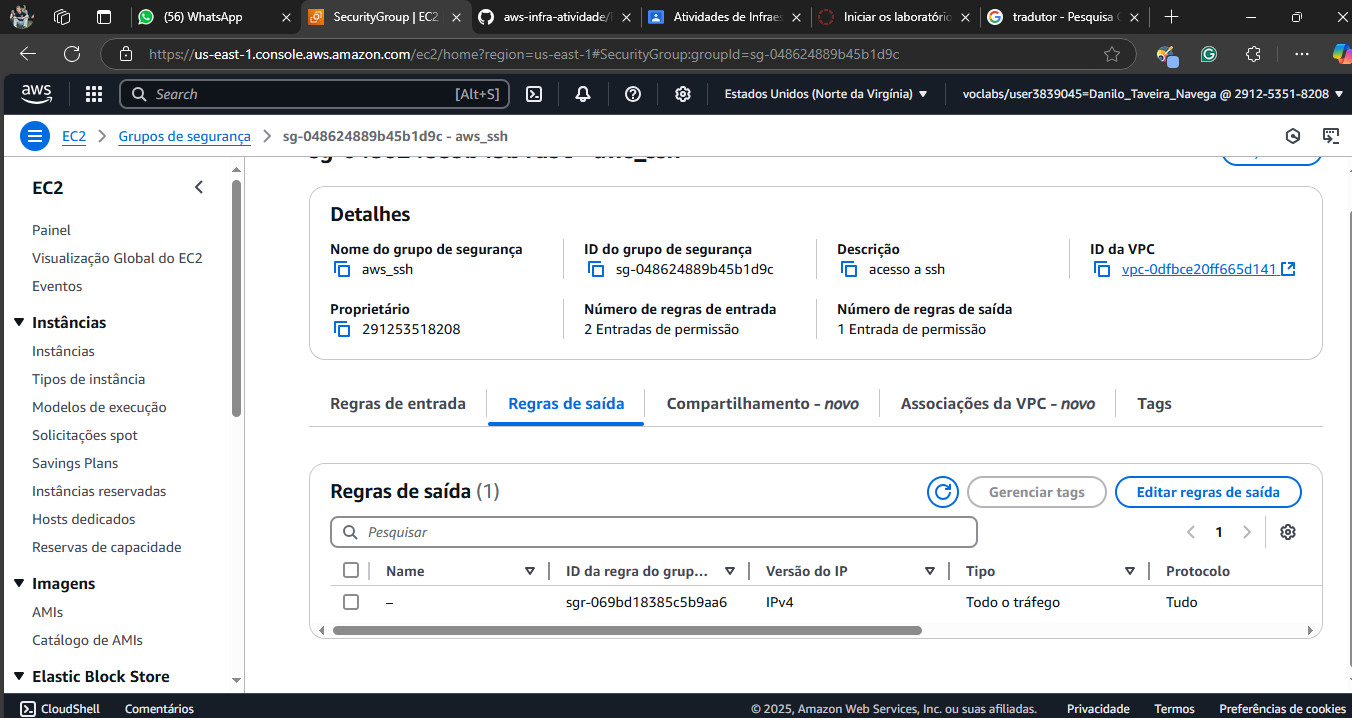 (56) WhatsApp
SecurityGroup | EC2
aws-infra-atividade/
Atividades de Infraes
Iniciar os laboratório
tradutor - Pesquisa
https://us-east-1.console.aws.amazon.com/ec2/home?region=us-east-1#SecurityGroup:groupId=sg-048624889b45b1d9c
aws
Search [Alt+S]
Estados Unidos (Norte da Virgínia)
voclabs/user3839045=Danilo_Taveira_Navega @ 2912-5351-8208
EC2 > Grupos de segurança > sg-048624889b45b1d9c - aws_ssh
EC2
Painel
Visualização Global do EC2
Eventos
Instâncias
Instâncias
Tipos de instância
Modelos de execução
Solicitações spot
Savings Plans
Instâncias reservadas
Hosts dedicados
Reservas de capacidade
Imagens
AMIs
Catálogo de AMIs
Elastic Block Store
sg-048624889b45b1d9c - aws_ssh
Detalhes
Nome do grupo de segurança
aws_ssh
ID do grupo de segurança
sg-048624889b45b1d9c
Descrição
acesso a ssh
ID da VPC
vpc-0dfbce20ff665d141
Proprietário
291253518208
Número de regras de entrada
2 Entradas de permissão
Número de regras de saída
1 Entrada de permissão
Regras de entrada
Regras de saída
Compartilhamento - novo
Associações da VPC - novo
Tags
Regras de saída (1)
Gerenciar tags
Editar regras de saída
Pesquisar
1
Name ID da regra do grup... Versão do IP Tipo Protocolo
– sgr-069bd18385c5b9aa6 IPv4 Todo o tráfego Tudo
CloudShell
Comentários
© 2025, Amazon Web Services, Inc. ou suas afiliadas.
Privacidade
Termos
Preferências de cookies